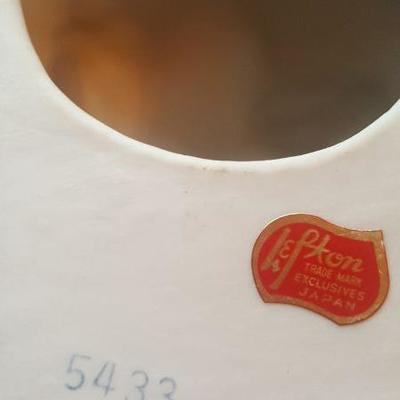 Lefton
TRADE MARK
EXCLUSIVES
JAPAN
5433